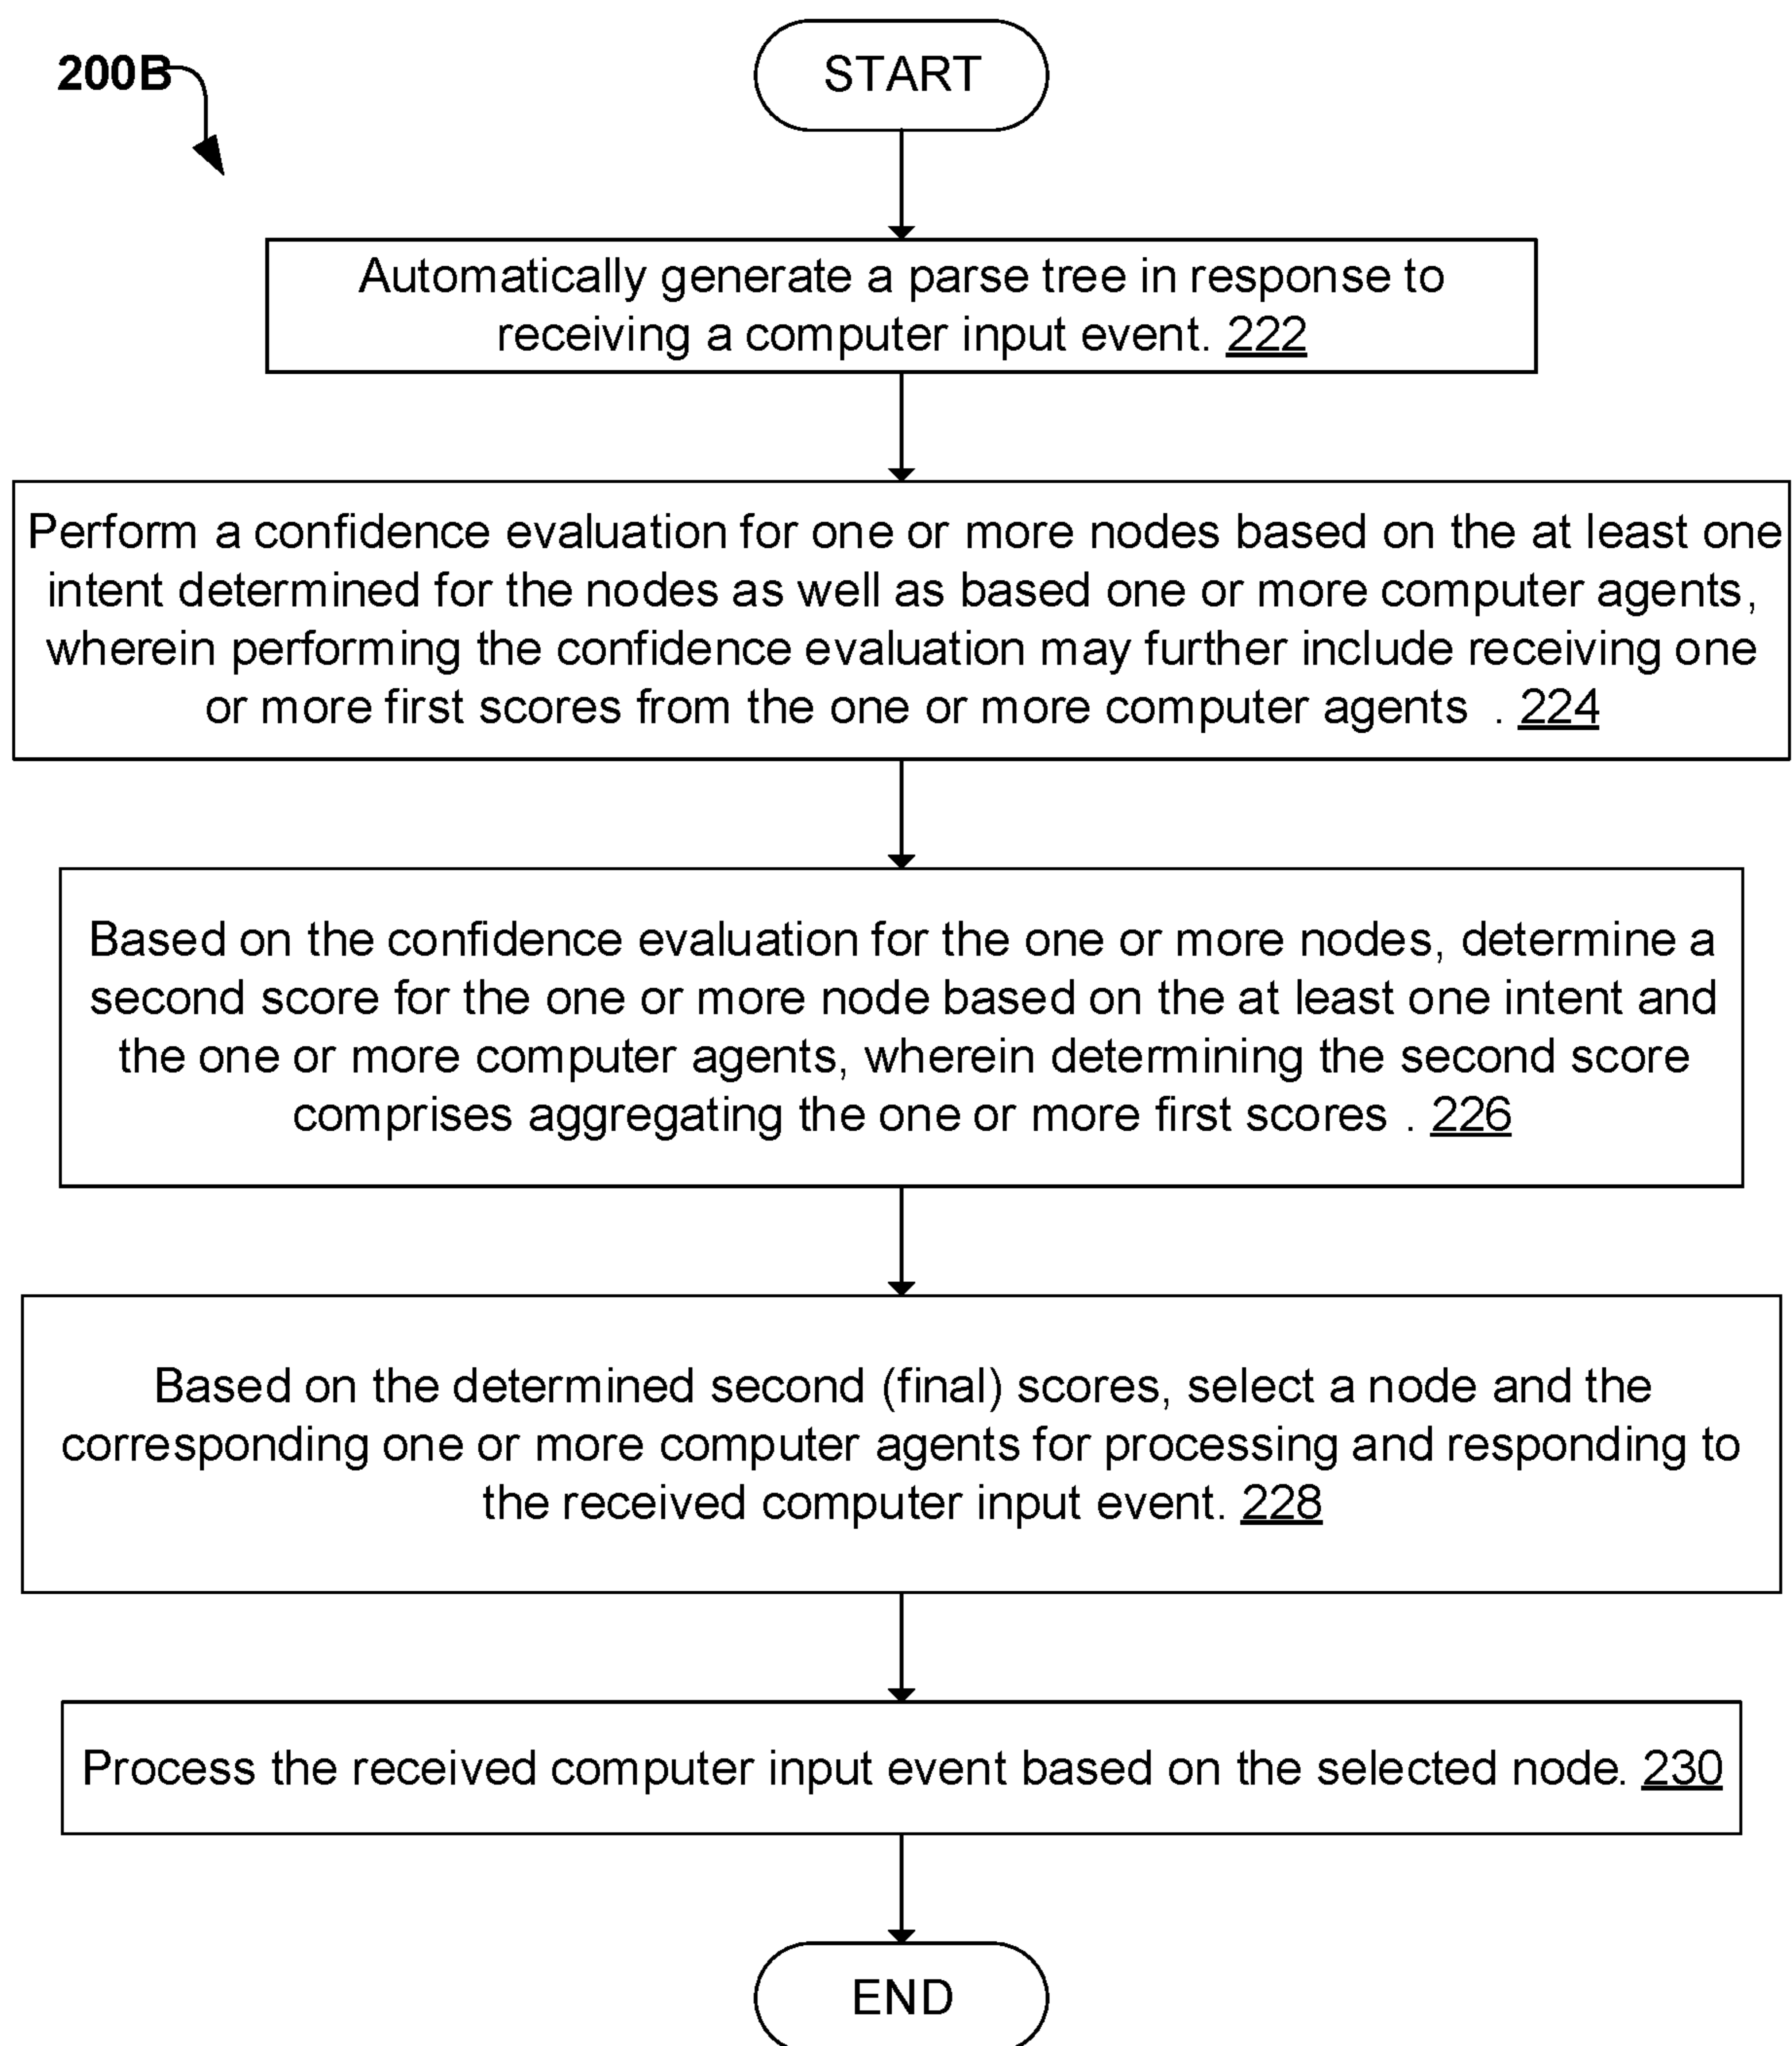 200B
START
Automatically generate a parse tree in response to
receiving a computer input event. 222
Perform a confidence evaluation for one or more nodes based on the at least one
intent determined for the nodes as well as based one or more computer agents,
wherein performing the confidence evaluation may further include receiving one
or more first scores from the one or more computer agents . 224
Based on the confidence evaluation for the one or more nodes, determine a
second score for the one or more node based on the at least one intent and
the one or more computer agents, wherein determining the second score
comprises aggregating the one or more first scores . 226
Based on the determined second (final) scores, select a node and the
corresponding one or more computer agents for processing and responding to
the received computer input event. 228
Process the received computer input event based on the selected node. 230
END